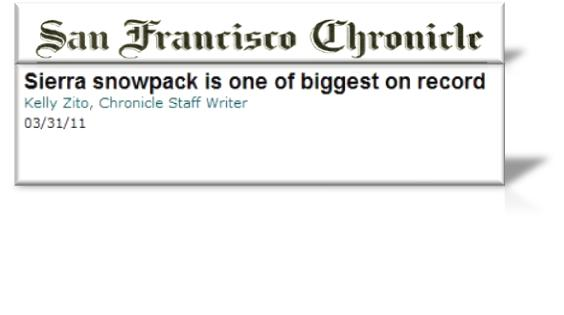 San Francisco Chronicle
Sierra snowpack is one of biggest on record
Kelly Zito, Chronicle Staff Writer
03/31/11